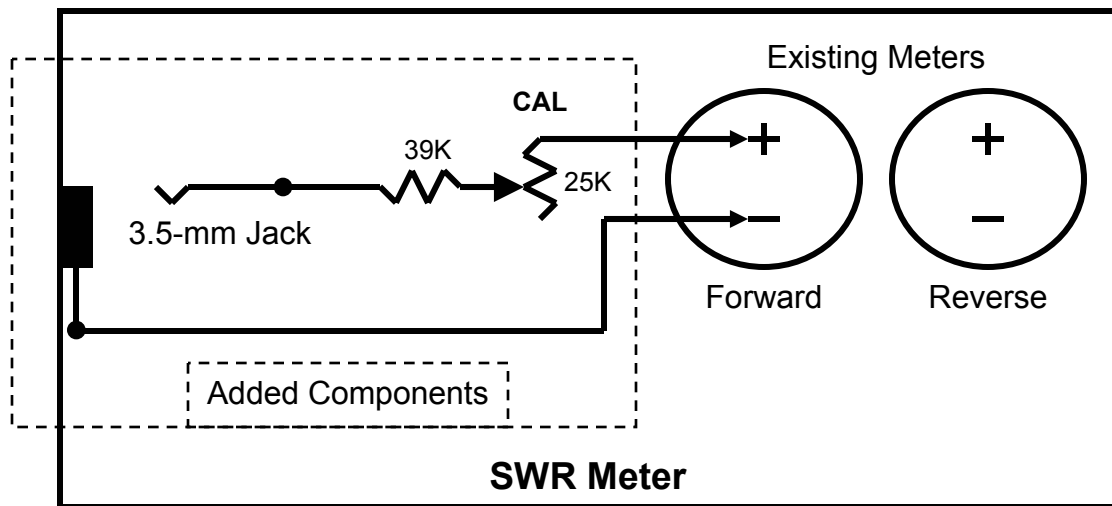 Existing Meters
CAL
39K
25K
+
+
3.5-mm Jack
−
−
Forward
Reverse
Added Components
SWR Meter